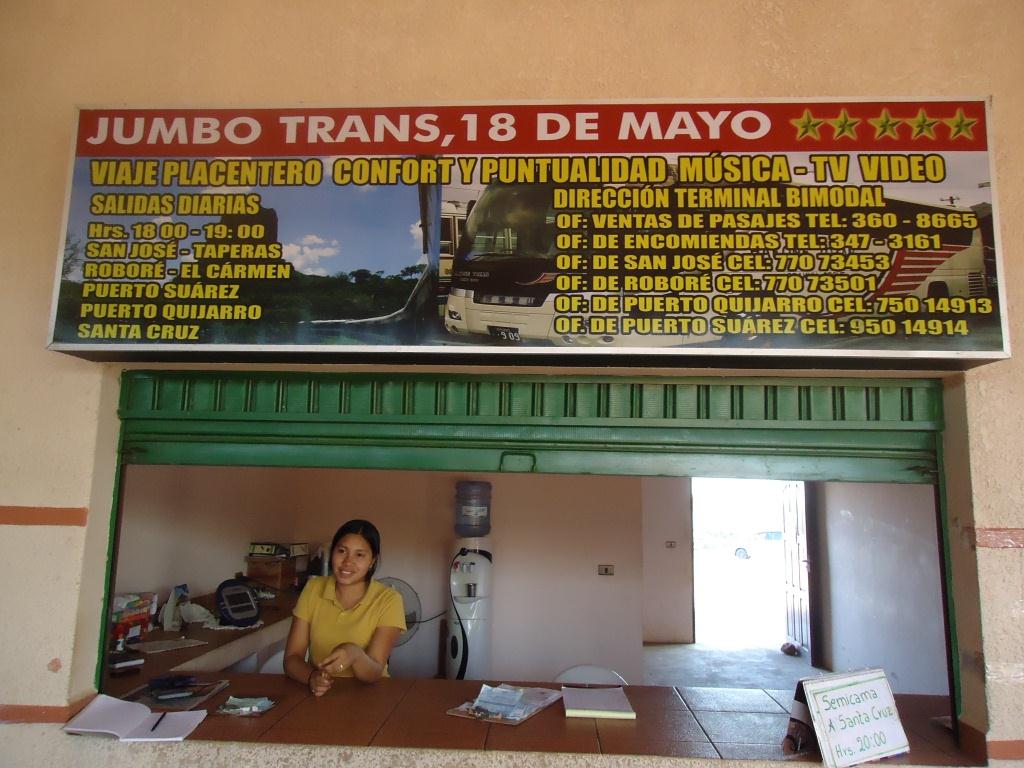 JUMBO TRANS,18 DE MAYO
VIAJE PLACENTERO CONFORT Y PUNTUALIDAD MÚSICA - TV VIDEO
SALIDAS DIARIAS
Hrs. 18 00 - 19: 00
SAN JOSÉ - TAPERAS
ROBORÉ - EL CÁRMEN
PUERTO SUÁREZ
PUERTO QUIJARRO
SANTA CRUZ
DIRECCIÓN TERMINAL BIMODAL
OF: VENTAS DE PASAJES TEL: 360 - 8665
OF: DE ENCOMIENDAS TEL: 347 - 3161
OF: DE SAN JOSÉ CEL: 770 73453
OF: DE ROBORÉ CEL: 770 73501
OF: DE PUERTO QUIJARRO CEL: 750 14913
OF. DE PUERTO SUÁREZ CEL: 950 14914
Semicama
A Santa Cruz
Hrs. 20:00